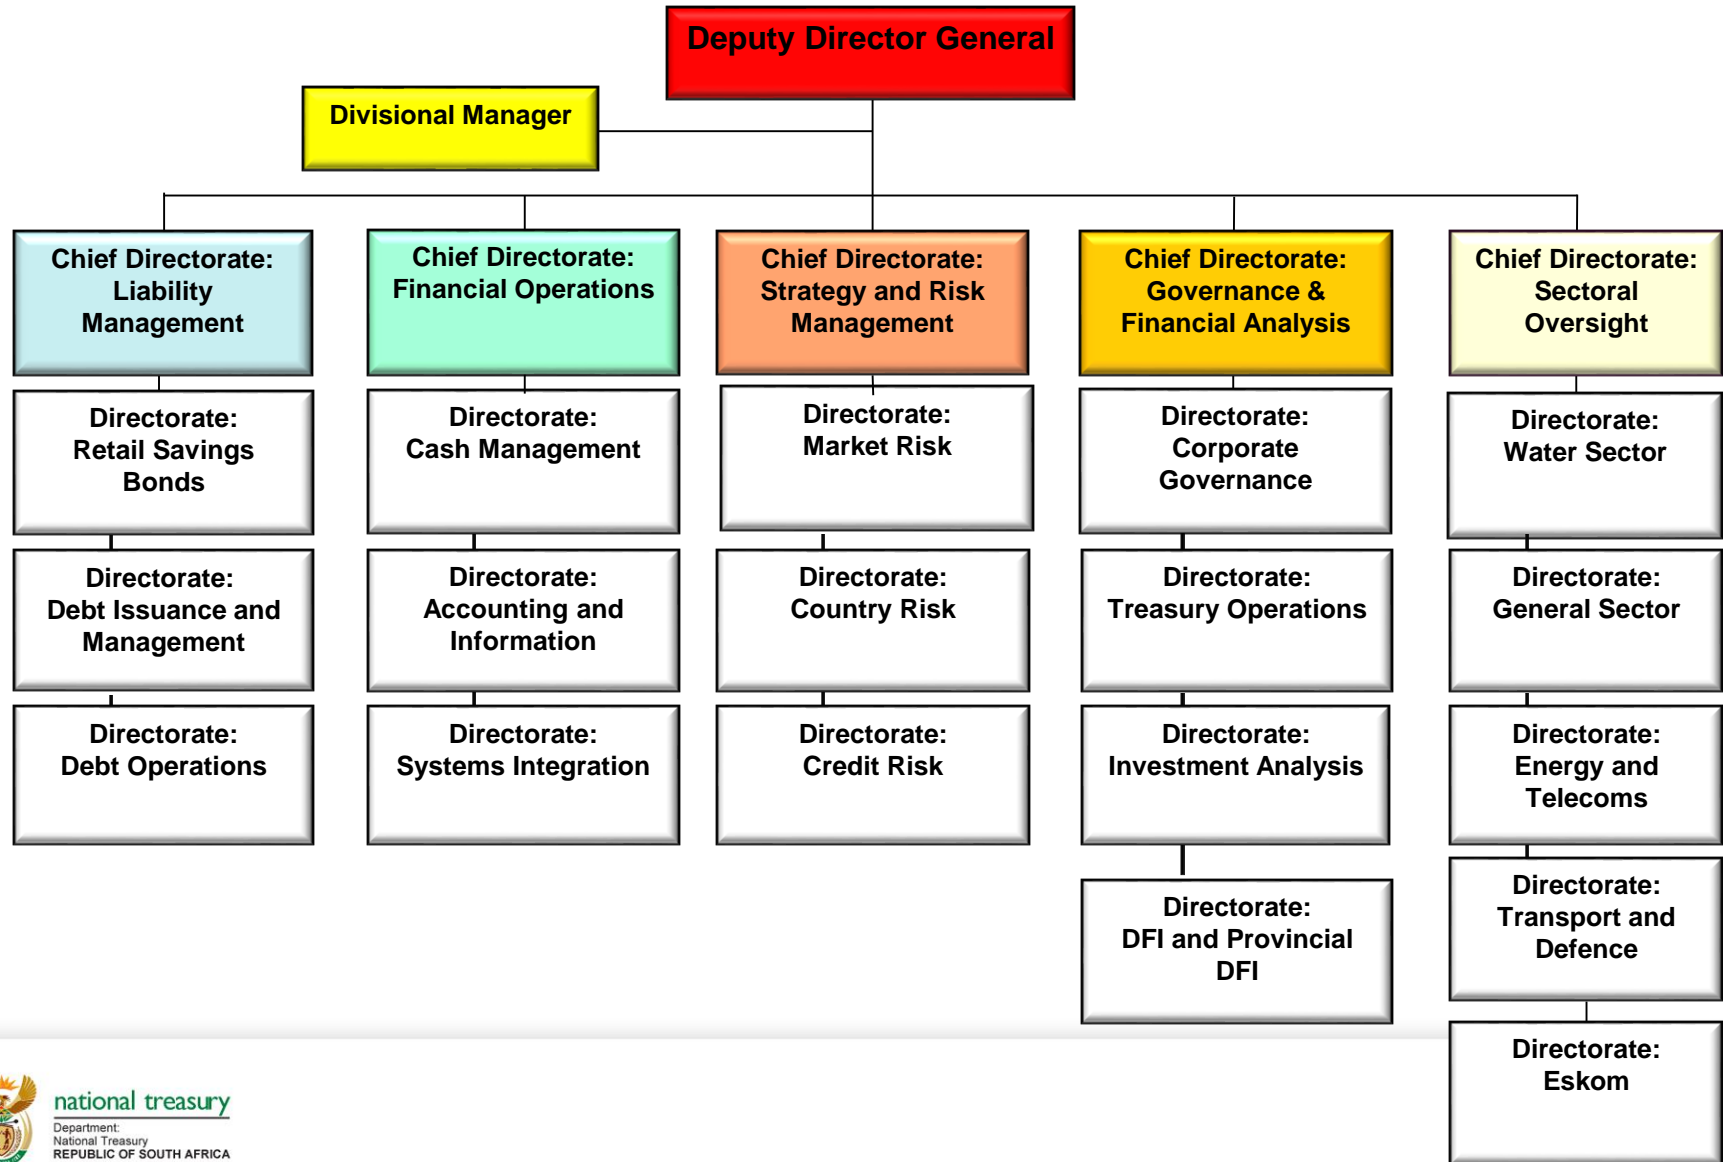 Deputy Director General
Divisional Manager
Chief Directorate:
Liability
Management
Chief Directorate:
Financial Operations
Chief Directorate:
Strategy and Risk
Management
Chief Directorate:
Governance &
Financial Analysis
Chief Directorate:
Sectoral
Oversight
Directorate:
Retail Savings
Bonds
Directorate:
Cash Management
Directorate:
Market Risk
Directorate:
Corporate
Governance
Directorate:
Water Sector
Directorate:
Debt Issuance and
Management
Directorate:
Accounting and
Information
Directorate:
Country Risk
Directorate:
Treasury Operations
Directorate:
General Sector
Directorate:
Debt Operations
Directorate:
Systems Integration
Directorate:
Credit Risk
Directorate:
Investment Analysis
Directorate:
Energy and
Telecoms
Directorate:
DFI and Provincial
DFI
Directorate:
Transport and
Defence
Directorate:
Eskom
national treasury
Department:
National Treasury
REPUBLIC OF SOUTH AFRICA